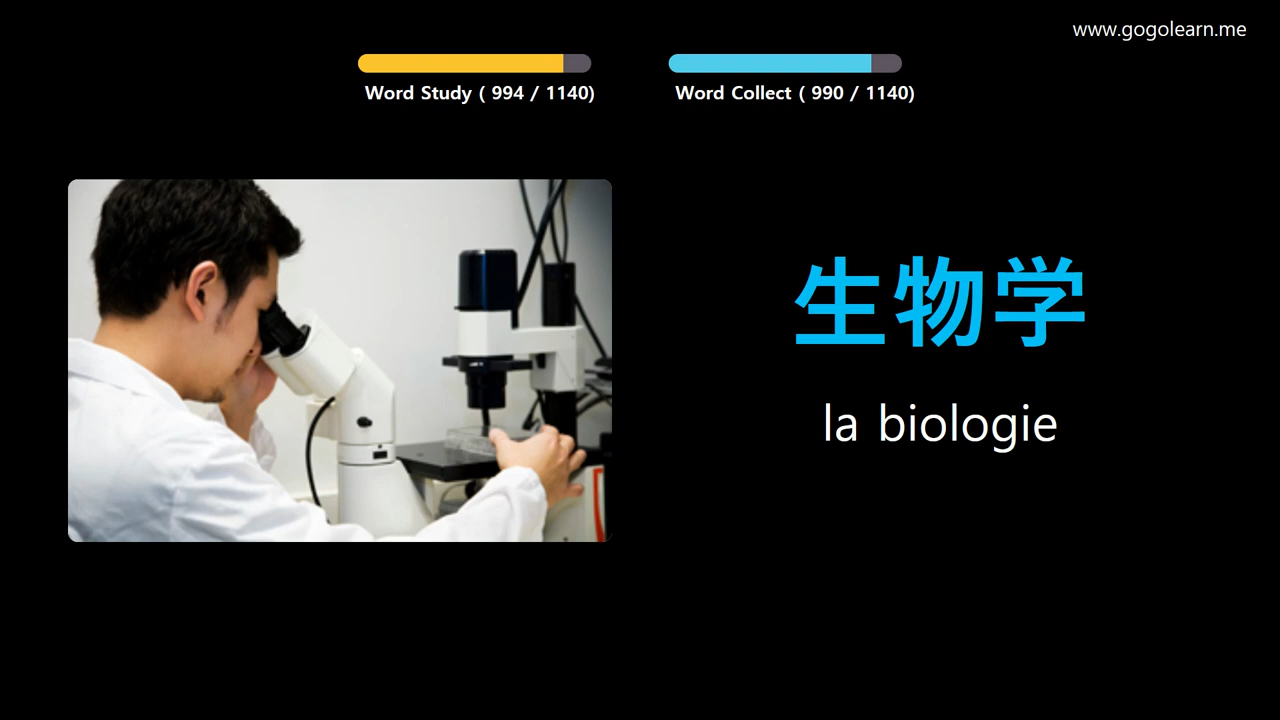 www.gogolearn.me
Word Study ( 994 / 1140)
Word Collect ( 990 / 1140)
生物学
la biologie